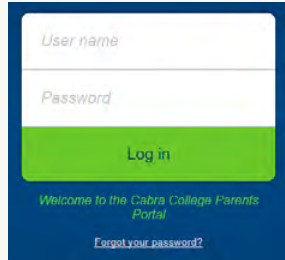 User name
Password
Log in
Welcome to the Cabra College Parents
Portal
Forgot your password?